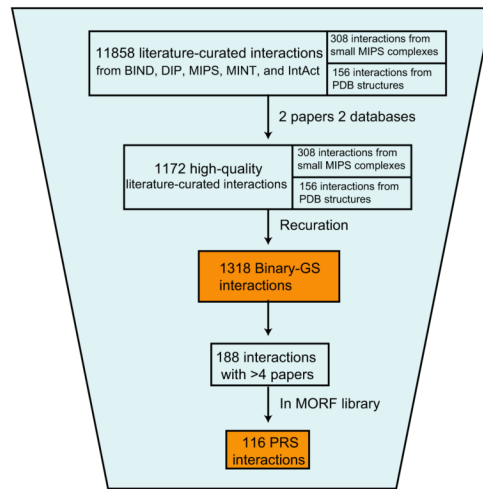 11858 literature-curated interactions
from BIND, DIP, MIPS, MINT, and IntAct
308 interactions from
small MIPS complexes
156 interactions from
PDB structures
2 papers 2 databases
1172 high-quality
literature-curated interactions
308 interactions from
small MIPS complexes
156 interactions from
PDB structures
Recuration
1318 Binary-GS
interactions
188 interactions
with >4 papers
In MORF library
116 PRS
interactions